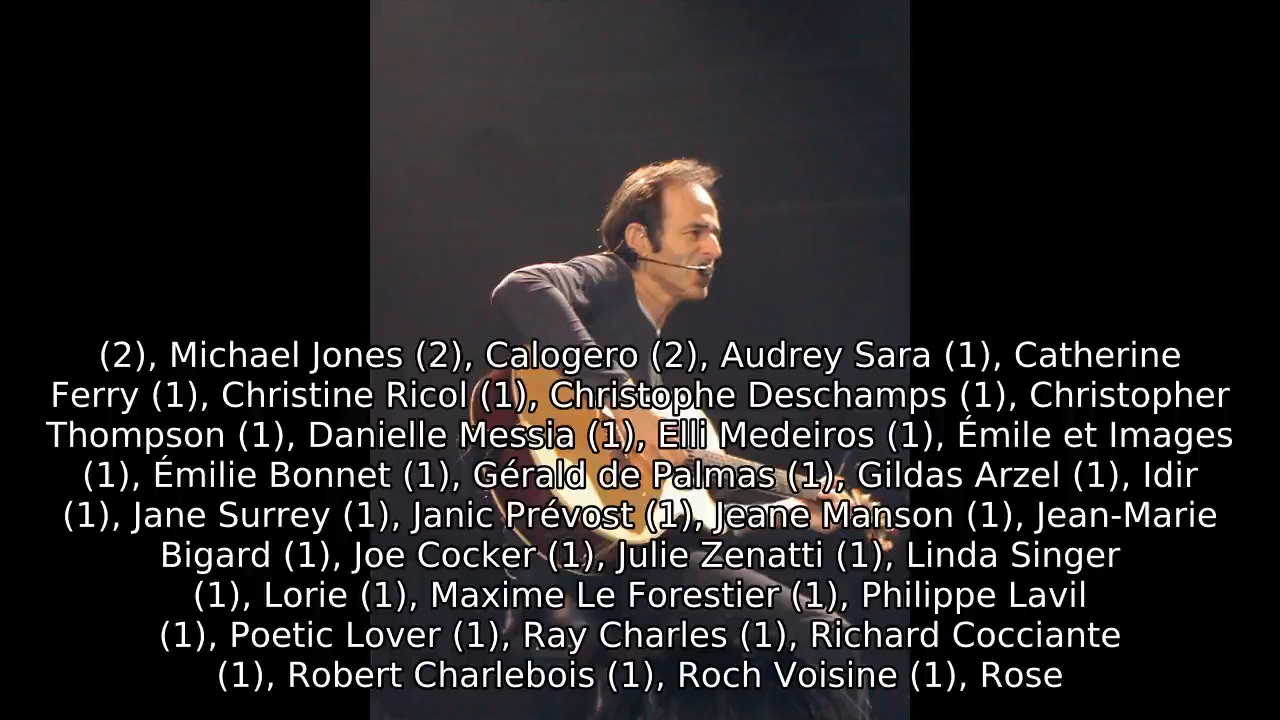 (2), Michael Jones (2), Calogero (2), Audrey Sara (1), Catherine
Ferry (1), Christine Ricol (1), Christophe Deschamps (1), Christopher
Thompson (1), Danielle Messia (1), Elli Medeiros (1), Émile et Images
(1), Émilie Bonnet (1), Gérald de Palmas (1), Gildas Arzel (1), Idir
(1), Jane Surrey (1), Janic Prévost (1), Jeane Manson (1), Jean-Marie
Bigard (1), Joe Cocker (1), Julie Zenatti (1), Linda Singer
(1), Lorie (1), Maxime Le Forestier (1), Philippe Lavil
(1), Poetic Lover (1), Ray Charles (1), Richard Cocciante
(1), Robert Charlebois (1), Roch Voisine (1), Rose